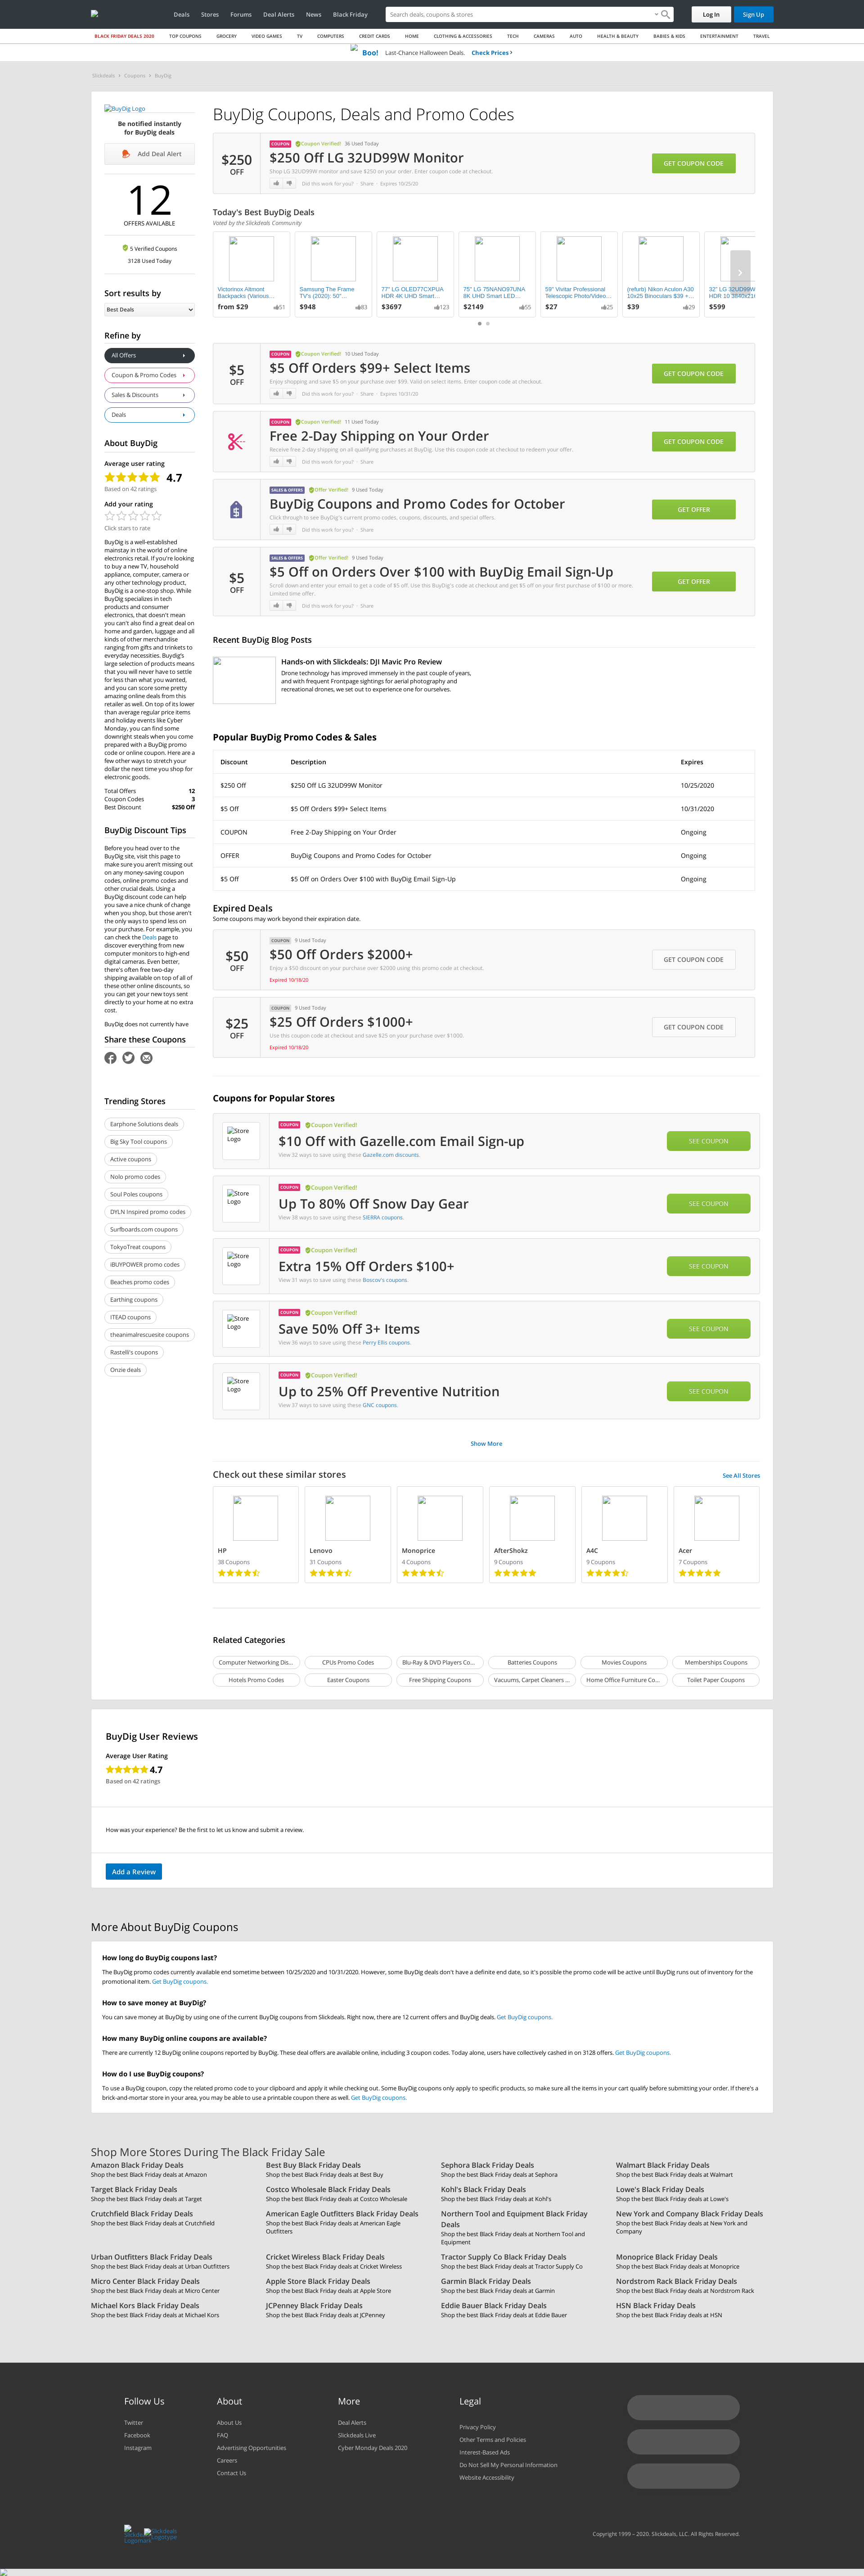 Deals
Stores
Forums
Deal Alerts
News
Black Friday
Search deals, coupons & stores
Log In
Sign Up
BLACK FRIDAY DEALS 2020
TOP COUPONS
GROCERY
VIDEO GAMES
TV
COMPUTERS
CREDIT CARDS
HOME
CLOTHING & ACCESSORIES
TECH
CAMERAS
AUTO
HEALTH & BEAUTY
BABIES & KIDS
ENTERTAINMENT
TRAVEL
Boo! Last-Chance Halloween Deals. Check Prices ›
Slickdeals › Coupons › BuyDig
BuyDig Logo
Be notified instantly
for BuyDig deals
Add Deal Alert
12
OFFERS AVAILABLE
5 Verified Coupons
3128 Used Today
Sort results by
Best Deals
Refine by
All Offers
Coupon & Promo Codes
Sales & Discounts
Deals
About BuyDig
Average user rating
4.7
Based on 42 ratings
Add your rating
Click stars to rate
BuyDig is a well-established
mainstay in the world of online
electronics retail. If you're looking
to buy a new TV, household
appliance, computer, camera or
any other technology product,
BuyDig is a one-stop shop. While
BuyDig specializes in tech
products and consumer
electronics, that doesn't mean
you can't also find a great deal on
home and garden, luggage and all
kinds of other merchandise
ranging from gifts and trinkets to
everyday necessities. Buydig's
large selection of products means
that you will never have to settle
for less than what you wanted,
and you can score some pretty
amazing online deals from this
retailer as well. On top of its lower
than average regular price items
and holiday events like Cyber
Monday, you can find some
downright steals when you come
prepared with a BuyDig promo
code or online coupon. Here are a
few other ways to stretch your
dollar the next time you shop for
electronic goods.
Total Offers 12
Coupon Codes 3
Best Discount $250 Off
BuyDig Discount Tips
Before you head over to the
BuyDig site, visit this page to
make sure you aren't missing out
on any money-saving coupon
codes, online promo codes and
other crucial deals. Using a
BuyDig discount code can help
you save a nice chunk of change
when you shop, but those aren't
the only ways to spend less on
your purchase. For example, you
can check the Deals page to
discover everything from new
computer monitors to high-end
digital cameras. Even better,
there's often free two-day
shipping available on top of all of
these other online discounts, so
you can get your new toys sent
directly to your home at no extra
cost.
BuyDig does not currently have
Share these Coupons
Trending Stores
Earphone Solutions deals
Big Sky Tool coupons
Active coupons
Nolo promo codes
Soul Poles coupons
DYLN Inspired promo codes
Surfboards.com coupons
TokyoTreat coupons
iBUYPOWER promo codes
Beaches promo codes
Earthing coupons
ITEAD coupons
theanimalrescuesite coupons
Rastelli's coupons
Onzie deals
BuyDig Coupons, Deals and Promo Codes
$250
OFF
COUPON Coupon Verified! 36 Used Today
$250 Off LG 32UD99W Monitor
Shop LG 32UD99W monitor and save $250 on your order. Enter coupon code at checkout.
Did this work for you? · Share · Expires 10/25/20
GET COUPON CODE
Today's Best BuyDig Deals
Voted by the Slickdeals Community
Victorinox Altmont
Backpacks (Various...
from $29 51
Samsung The Frame
TV's (2020): 50"...
$948 83
77" LG OLED77CXPUA
HDR 4K UHD Smart...
$3697 123
75" LG 75NANO97UNA
8K UHD Smart LED...
$2149 55
59" Vivitar Professional
Telescopic Photo/Video...
$27 25
(refurb) Nikon Aculon A30
10x25 Binoculars $39 +...
$39 29
32" LG 32UD99W
HDR 10 3840x216
$599
$5
OFF
COUPON Coupon Verified! 10 Used Today
$5 Off Orders $99+ Select Items
Enjoy shopping and save $5 on your purchase over $99. Valid on select items. Enter coupon code at checkout.
Did this work for you? · Share · Expires 10/31/20
GET COUPON CODE
COUPON Coupon Verified! 11 Used Today
Free 2-Day Shipping on Your Order
Receive free 2-day shipping on all qualifying purchases at BuyDig. Use this coupon code at checkout to redeem your offer.
Did this work for you? · Share
GET COUPON CODE
SALES & OFFERS Offer Verified! 9 Used Today
BuyDig Coupons and Promo Codes for October
Click through to see BuyDig's current promo codes, coupons, discounts, and special offers.
Did this work for you? · Share
GET OFFER
$5
OFF
SALES & OFFERS Offer Verified! 9 Used Today
$5 Off on Orders Over $100 with BuyDig Email Sign-Up
Scroll down and enter your email to get a code of $5 off. Use this BuyDig's code at checkout and get $5 off on your first purchase of $100 or more.
Limited time offer.
Did this work for you? · Share
GET OFFER
Recent BuyDig Blog Posts
Hands-on with Slickdeals: DJI Mavic Pro Review
Drone technology has improved immensely in the past couple of years,
and with frequent Frontpage sightings for aerial photography and
recreational drones, we set out to experience one for ourselves.
Popular BuyDig Promo Codes & Sales
Discount Description Expires
$250 Off $250 Off LG 32UD99W Monitor 10/25/2020
$5 Off $5 Off Orders $99+ Select Items 10/31/2020
COUPON Free 2-Day Shipping on Your Order Ongoing
OFFER BuyDig Coupons and Promo Codes for October Ongoing
$5 Off $5 Off on Orders Over $100 with BuyDig Email Sign-Up Ongoing
Expired Deals
Some coupons may work beyond their expiration date.
$50
OFF
COUPON 9 Used Today
$50 Off Orders $2000+
Enjoy a $50 discount on your purchase over $2000 using this promo code at checkout.
Expired 10/18/20
GET COUPON CODE
$25
OFF
COUPON 9 Used Today
$25 Off Orders $1000+
Use this coupon code at checkout and save $25 on your purchase over $1000.
Expired 10/18/20
GET COUPON CODE
Coupons for Popular Stores
Store
Logo
COUPON Coupon Verified!
$10 Off with Gazelle.com Email Sign-up
View 32 ways to save using these Gazelle.com discounts.
SEE COUPON
Store
Logo
COUPON Coupon Verified!
Up To 80% Off Snow Day Gear
View 38 ways to save using these SIERRA coupons.
SEE COUPON
Store
Logo
COUPON Coupon Verified!
Extra 15% Off Orders $100+
View 31 ways to save using these Boscov's coupons.
SEE COUPON
Store
Logo
COUPON Coupon Verified!
Save 50% Off 3+ Items
View 36 ways to save using these Perry Ellis coupons.
SEE COUPON
Store
Logo
COUPON Coupon Verified!
Up to 25% Off Preventive Nutrition
View 37 ways to save using these GNC coupons.
SEE COUPON
Show More
Check out these similar stores
See All Stores
HP
38 Coupons
Lenovo
31 Coupons
Monoprice
4 Coupons
AfterShokz
9 Coupons
A4C
9 Coupons
Acer
7 Coupons
Related Categories
Computer Networking Dis...
CPUs Promo Codes
Blu-Ray & DVD Players Co...
Batteries Coupons
Movies Coupons
Memberships Coupons
Hotels Promo Codes
Easter Coupons
Free Shipping Coupons
Vacuums, Carpet Cleaners ...
Home Office Furniture Co...
Toilet Paper Coupons
BuyDig User Reviews
Average User Rating
4.7
Based on 42 ratings
How was your experience? Be the first to let us know and submit a review.
Add a Review
More About BuyDig Coupons
How long do BuyDig coupons last?
The BuyDig promo codes currently available end sometime between 10/25/2020 and 10/31/2020. However, some BuyDig deals don't have a definite end date, so it's possible the promo code will be active until BuyDig runs out of inventory for the
promotional item. Get BuyDig coupons.
How to save money at BuyDig?
You can save money at BuyDig by using one of the current BuyDig coupons from Slickdeals. Right now, there are 12 current offers and BuyDig deals. Get BuyDig coupons.
How many BuyDig online coupons are available?
There are currently 12 BuyDig online coupons reported by BuyDig. These deal offers are available online, including 3 coupon codes. Today alone, users have collectively cashed in on 3128 offers. Get BuyDig coupons.
How do I use BuyDig coupons?
To use a BuyDig coupon, copy the related promo code to your clipboard and apply it while checking out. Some BuyDig coupons only apply to specific products, so make sure all the items in your cart qualify before submitting your order. If there's a
brick-and-mortar store in your area, you may be able to use a printable coupon there as well. Get BuyDig coupons.
Shop More Stores During The Black Friday Sale
Amazon Black Friday Deals
Shop the best Black Friday deals at Amazon
Best Buy Black Friday Deals
Shop the best Black Friday deals at Best Buy
Sephora Black Friday Deals
Shop the best Black Friday deals at Sephora
Walmart Black Friday Deals
Shop the best Black Friday deals at Walmart
Target Black Friday Deals
Shop the best Black Friday deals at Target
Costco Wholesale Black Friday Deals
Shop the best Black Friday deals at Costco Wholesale
Kohl's Black Friday Deals
Shop the best Black Friday deals at Kohl's
Lowe's Black Friday Deals
Shop the best Black Friday deals at Lowe's
Crutchfield Black Friday Deals
Shop the best Black Friday deals at Crutchfield
American Eagle Outfitters Black Friday Deals
Shop the best Black Friday deals at American Eagle
Outfitters
Northern Tool and Equipment Black Friday
Deals
Shop the best Black Friday deals at Northern Tool and
Equipment
New York and Company Black Friday Deals
Shop the best Black Friday deals at New York and
Company
Urban Outfitters Black Friday Deals
Shop the best Black Friday deals at Urban Outfitters
Cricket Wireless Black Friday Deals
Shop the best Black Friday deals at Cricket Wireless
Tractor Supply Co Black Friday Deals
Shop the best Black Friday deals at Tractor Supply Co
Monoprice Black Friday Deals
Shop the best Black Friday deals at Monoprice
Micro Center Black Friday Deals
Shop the best Black Friday deals at Micro Center
Apple Store Black Friday Deals
Shop the best Black Friday deals at Apple Store
Garmin Black Friday Deals
Shop the best Black Friday deals at Garmin
Nordstrom Rack Black Friday Deals
Shop the best Black Friday deals at Nordstrom Rack
Michael Kors Black Friday Deals
Shop the best Black Friday deals at Michael Kors
JCPenney Black Friday Deals
Shop the best Black Friday deals at JCPenney
Eddie Bauer Black Friday Deals
Shop the best Black Friday deals at Eddie Bauer
HSN Black Friday Deals
Shop the best Black Friday deals at HSN
Follow Us
Twitter
Facebook
Instagram
About
About Us
FAQ
Advertising Opportunities
Careers
Contact Us
More
Deal Alerts
Slickdeals Live
Cyber Monday Deals 2020
Legal
Privacy Policy
Other Terms and Policies
Interest-Based Ads
Do Not Sell My Personal Information
Website Accessibility
Slickdeals
Logotype
Copyright 1999 – 2020. Slickdeals, LLC. All Rights Reserved.